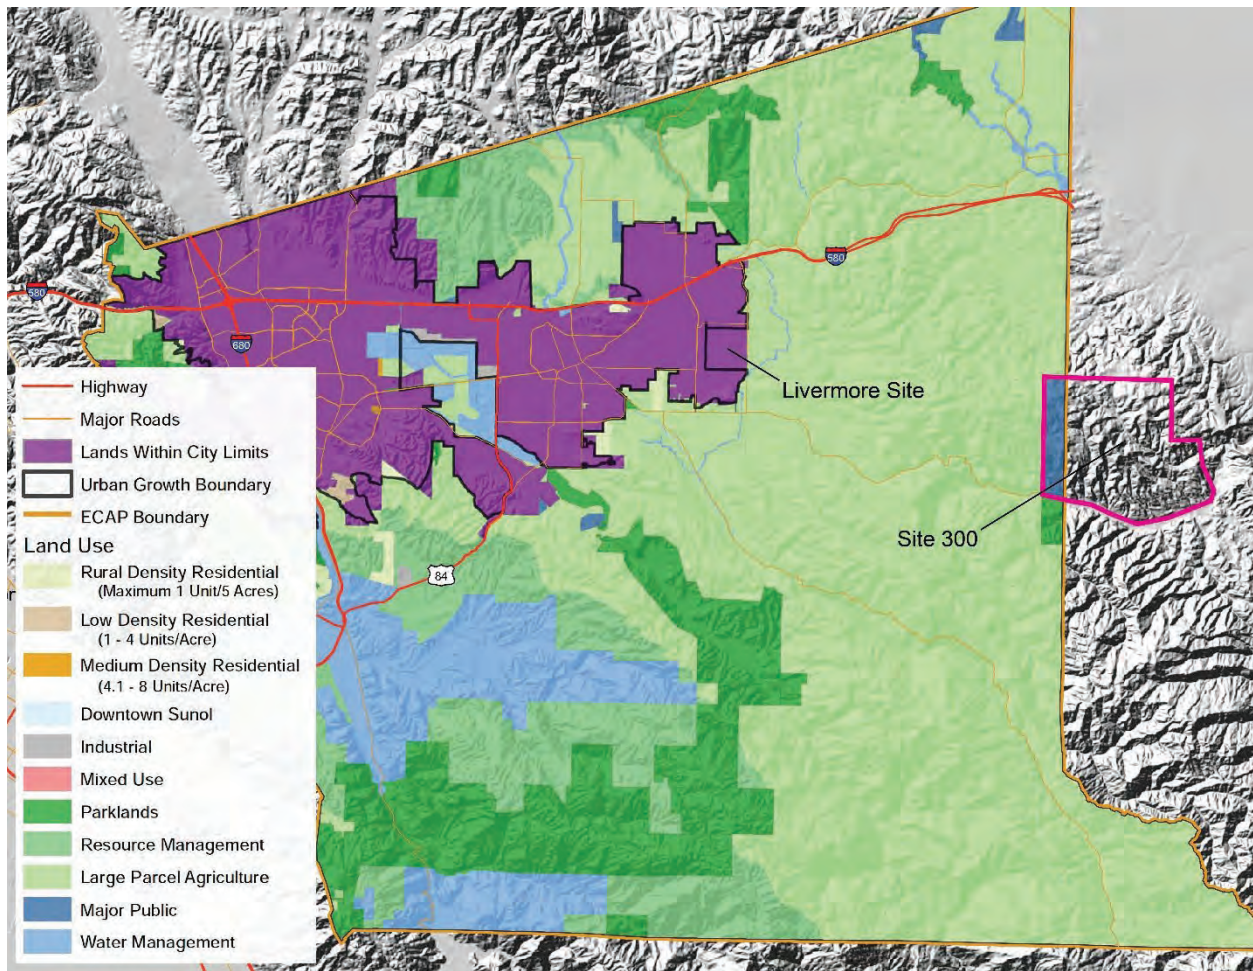 580
580
680
Livermore Site
Site 300
84
Highway
Major Roads
Lands Within City Limits
Urban Growth Boundary
ECAP Boundary
Land Use
Rural Density Residential
(Maximum 1 Unit/5 Acres)
Low Density Residential
(1 - 4 Units/Acre)
Medium Density Residential
(4.1 - 8 Units/Acre)
Downtown Sunol
Industrial
Mixed Use
Parklands
Resource Management
Large Parcel Agriculture
Major Public
Water Management